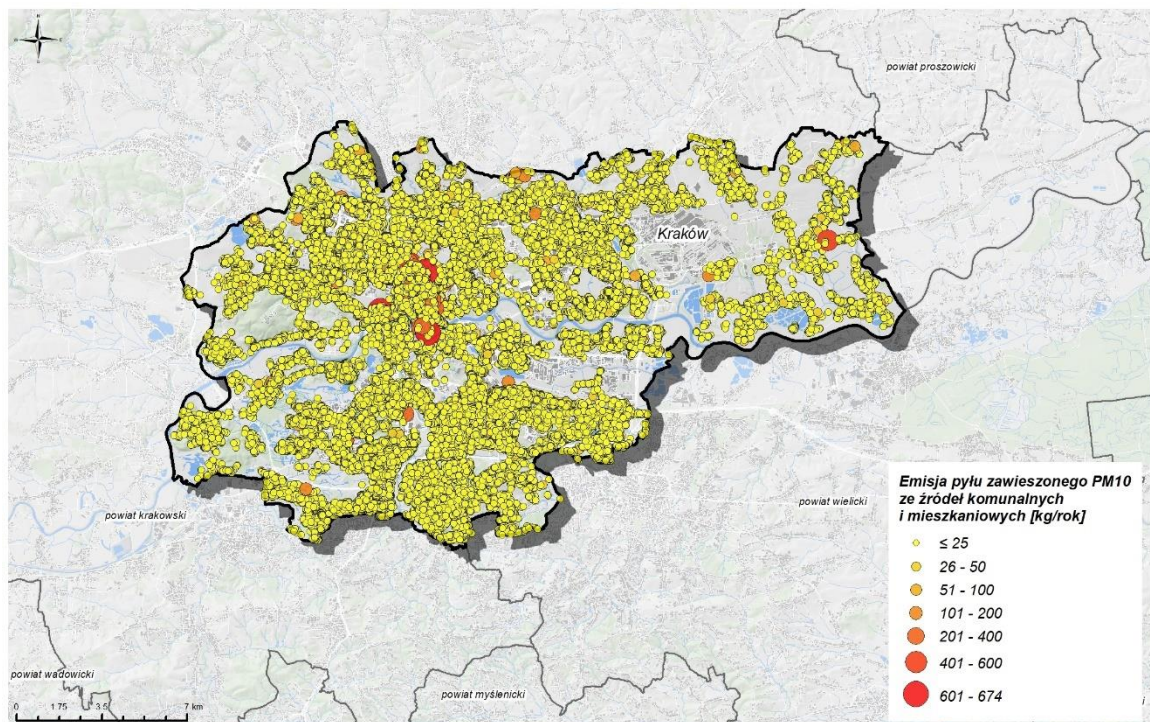 powiat proszowicki
Kraków
powiat krakowski
powiat wielicki
powiat wadowicki
powiat myślenicki
Emisja pyłu zawieszonego PM10
ze źródeł komunalnych
i mieszkaniowych [kg/rok]
≤ 25
26 - 50
51 - 100
101 - 200
201 - 400
401 - 600
601 - 674
0 1.75 3.5 7 km